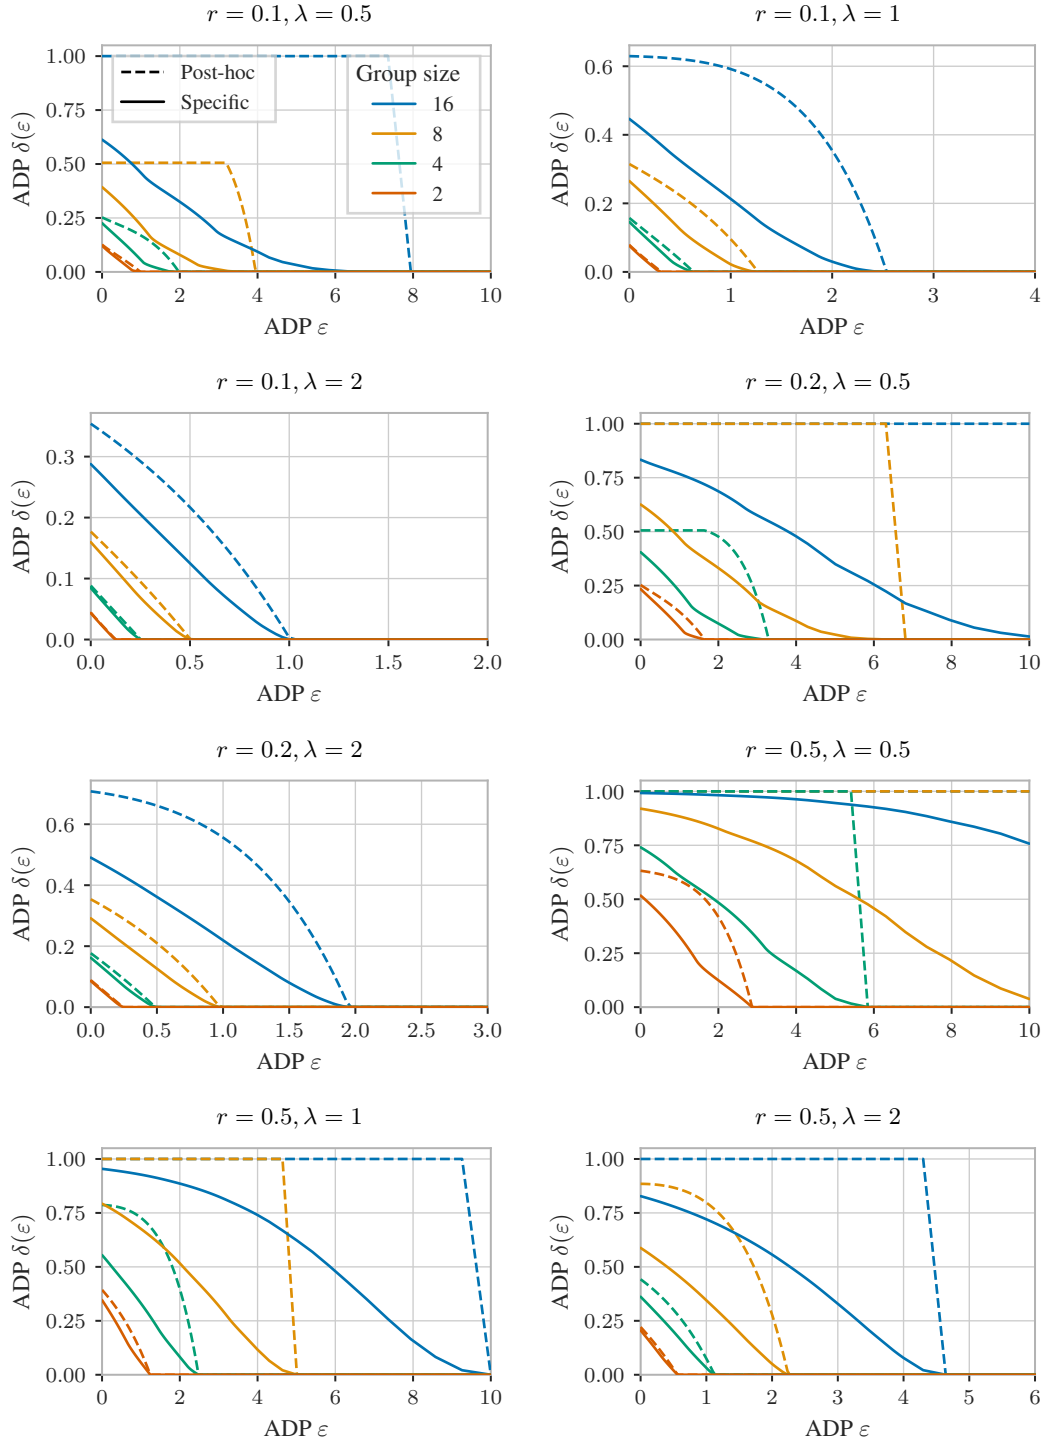 r = 0.1, λ = 0.5
1.00
0.75
0.50
0.25
0.00
ADP δ(ε)
Post-hoc
Specific
Group size
16
8
4
2
0 2 4 6 8 10
ADP ε
r = 0.1, λ = 1
0.6
0.4
0.2
0.0
ADP δ(ε)
0 1 2 3 4
ADP ε
r = 0.1, λ = 2
0.3
0.2
0.1
0.0
ADP δ(ε)
0.0 0.5 1.0 1.5 2.0
ADP ε
r = 0.2, λ = 0.5
1.00
0.75
0.50
0.25
0.00
ADP δ(ε)
0 2 4 6 8 10
ADP ε
r = 0.2, λ = 2
0.6
0.4
0.2
0.0
ADP δ(ε)
0.0 0.5 1.0 1.5 2.0 2.5 3.0
ADP ε
r = 0.5, λ = 0.5
1.00
0.75
0.50
0.25
0.00
ADP δ(ε)
0 2 4 6 8 10
ADP ε
r = 0.5, λ = 1
1.00
0.75
0.50
0.25
0.00
ADP δ(ε)
0 2 4 6 8 10
ADP ε
r = 0.5, λ = 2
1.00
0.75
0.50
0.25
0.00
ADP δ(ε)
0 1 2 3 4 5 6
ADP ε